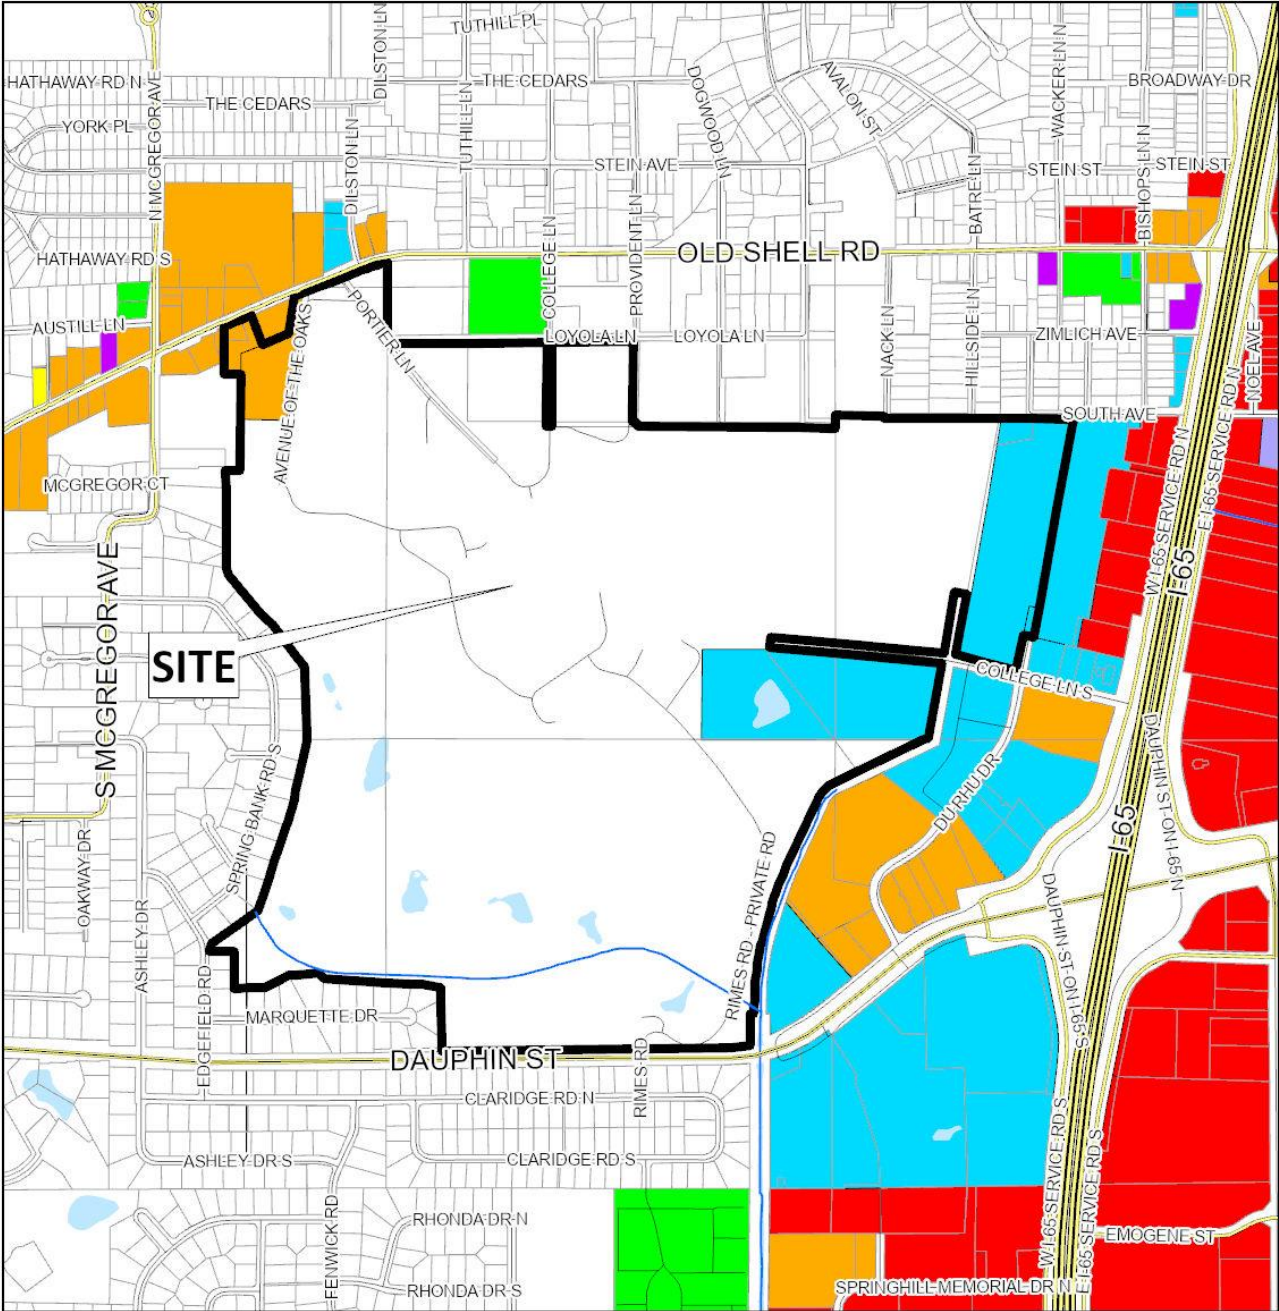 TUTHILL PL
DILSTON LN
HATHAWAY RD N
N MCGREGOR AVE
THE CEDARS
THE CEDARS
TUTHILL LN
DOGWOOD LN
AVALON ST
WACKER LN N
BROADWAY DR
YORK PL
DILSTON LN
STEIN AVE
STEIN ST
STEIN ST
BISHOPS LN N
BATRE LN
PROVIDENT LN
COLLEGE LN
HATHAWAY RD S
OLD SHELL RD
AUSTILL LN
PORTIER LN
AVENUE OF THE OAKS
LOYOLA LN
LOYOLA LN
NACK LN
HILLSIDE LN
ZIMLICH AVE
NOEL AVE
SOUTH AVE
W I-65 SERVICE RD N
E I-65 SERVICE RD N
MCGREGOR CT
S MCGREGOR AVE
I-65
SITE
COLLEGE LN S
DAUPHIN ST ON I-65 N
SPRING BANK RD S
DU RHU DR
I-65
OAKWAY DR
ASHLEY DR
RIMES RD - PRIVATE RD
DAUPHIN ST ON I-65 S
EDGEFIELD RD
MARQUETTE DR
DAUPHIN ST
RIMES RD
CLARIDGE RD N
ASHLEY DR S
CLARIDGE RD S
W I-65 SERVICE RD S
E I-65 SERVICE RD S
FENWICK RD
RHONDA DR N
EMOGENE ST
RHONDA DR S
SPRINGHILL MEMORIAL DR N